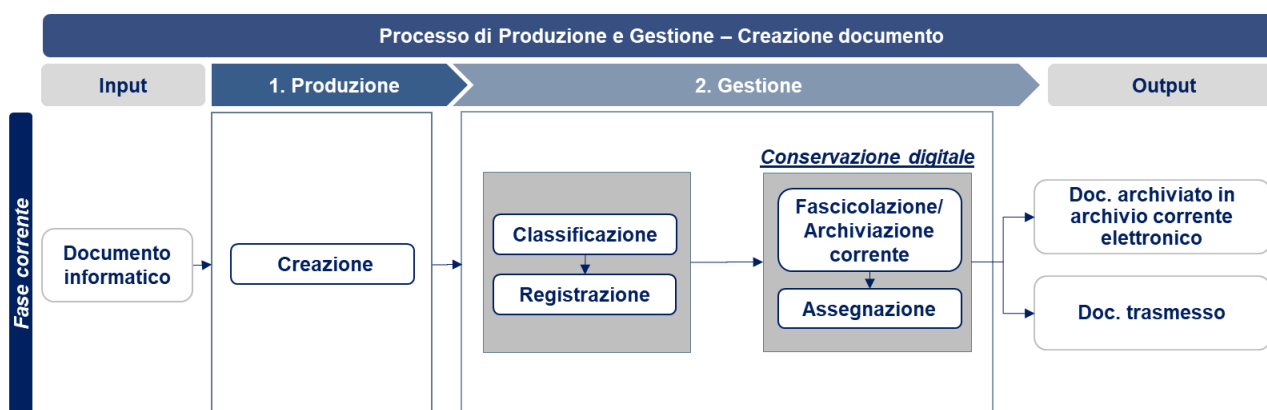 Processo di Produzione e Gestione – Creazione documento
Input
1. Produzione
2. Gestione
Output
Fase corrente
Documento
informatico
Creazione
Classificazione
Registrazione
Conservazione digitale
Fascicolazione/
Archiviazione
corrente
Assegnazione
Doc. archiviato in
archivio corrente
elettronico
Doc. trasmesso